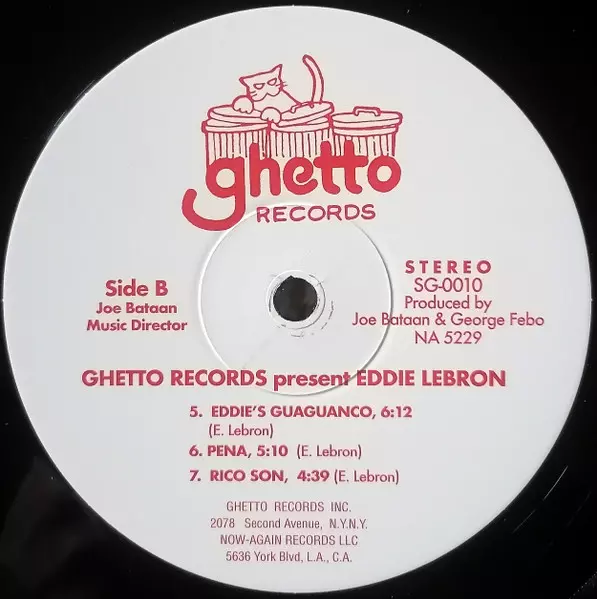 ghetto
RECORDS
Side B
Joe Bataan
Music Director
STEREO
SG-0010
Produced by
Joe Bataan & George Febo
NA 5229
GHETTO RECORDS present EDDIE LEBRON
5. EDDIE'S GUAGUANCO, 6:12
(E. Lebron)
6. PENA, 5:10 (E. Lebron)
7. RICO SON, 4:39 (E. Lebron)
GHETTO RECORDS INC.
2078 Second Avenue, N.Y.N.Y.
NOW-AGAIN RECORDS LLC
5636 York Blvd, L.A., C.A.